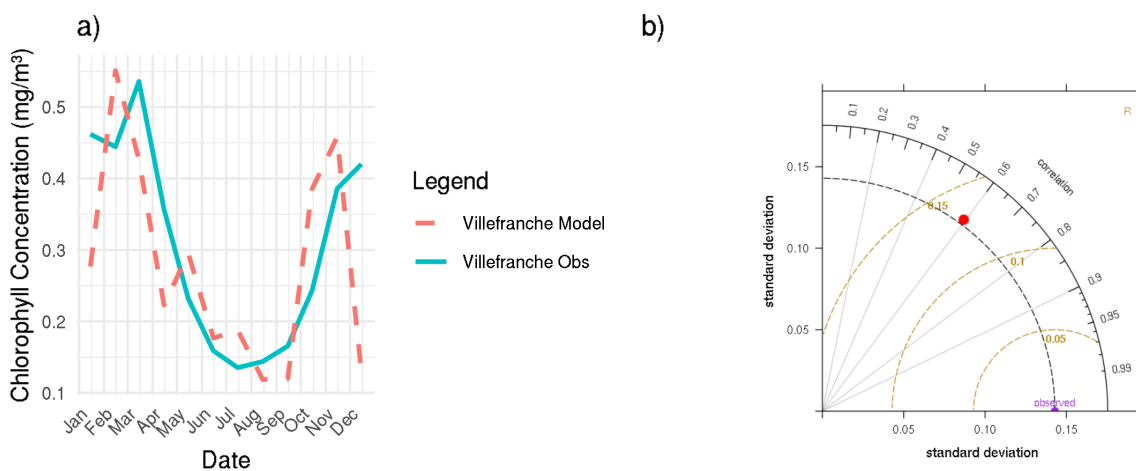 a)
Chlorophyll Concentration (mg/m³)
0.5
0.4
0.3
0.2
0.1
Jan
Feb
Mar
Apr
May
Jun
Jul
Aug
Sep
Oct
Nov
Dec
Date
Legend
Villefranche Model
Villefranche Obs
b)
R
0.1
0.2
0.3
0.4
0.5
0.6
0.7
0.8
0.9
0.95
0.99
correlation
standard deviation
0.15
0.10
0.05
0.15
0.1
0.05
observed
0.05
0.10
0.15
standard deviation